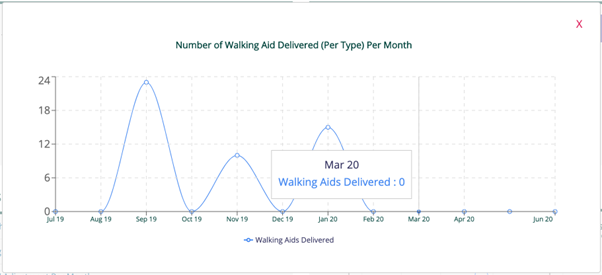 X
Number of Walking Aid Delivered (Per Type) Per Month
24
18
12
6
0
Mar 20
Walking Aids Delivered : 0
Jul 19 Aug 19 Sep 19 Oct 19 Nov 19 Dec 19 Jan 20 Feb 20 Mar 20 Apr 20 Jun 20
Walking Aids Delivered